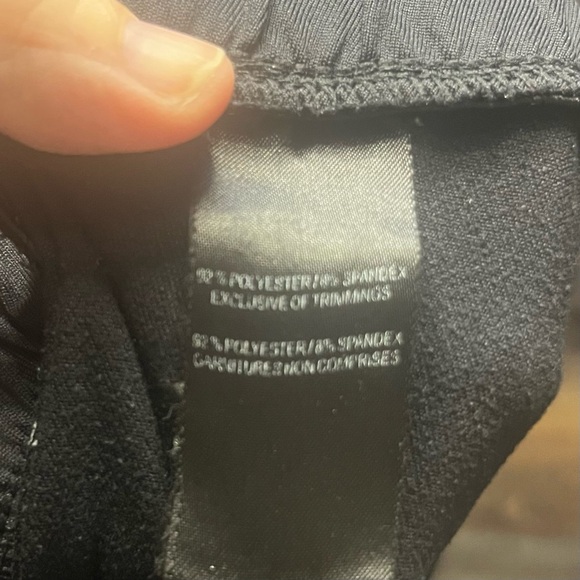 92% POLYESTER/8% SPANDEX
EXCLUSIVE OF TRIMMINGS
92% POLYESTER/8% SPANDEX
GARNITURES NON COMPRISES